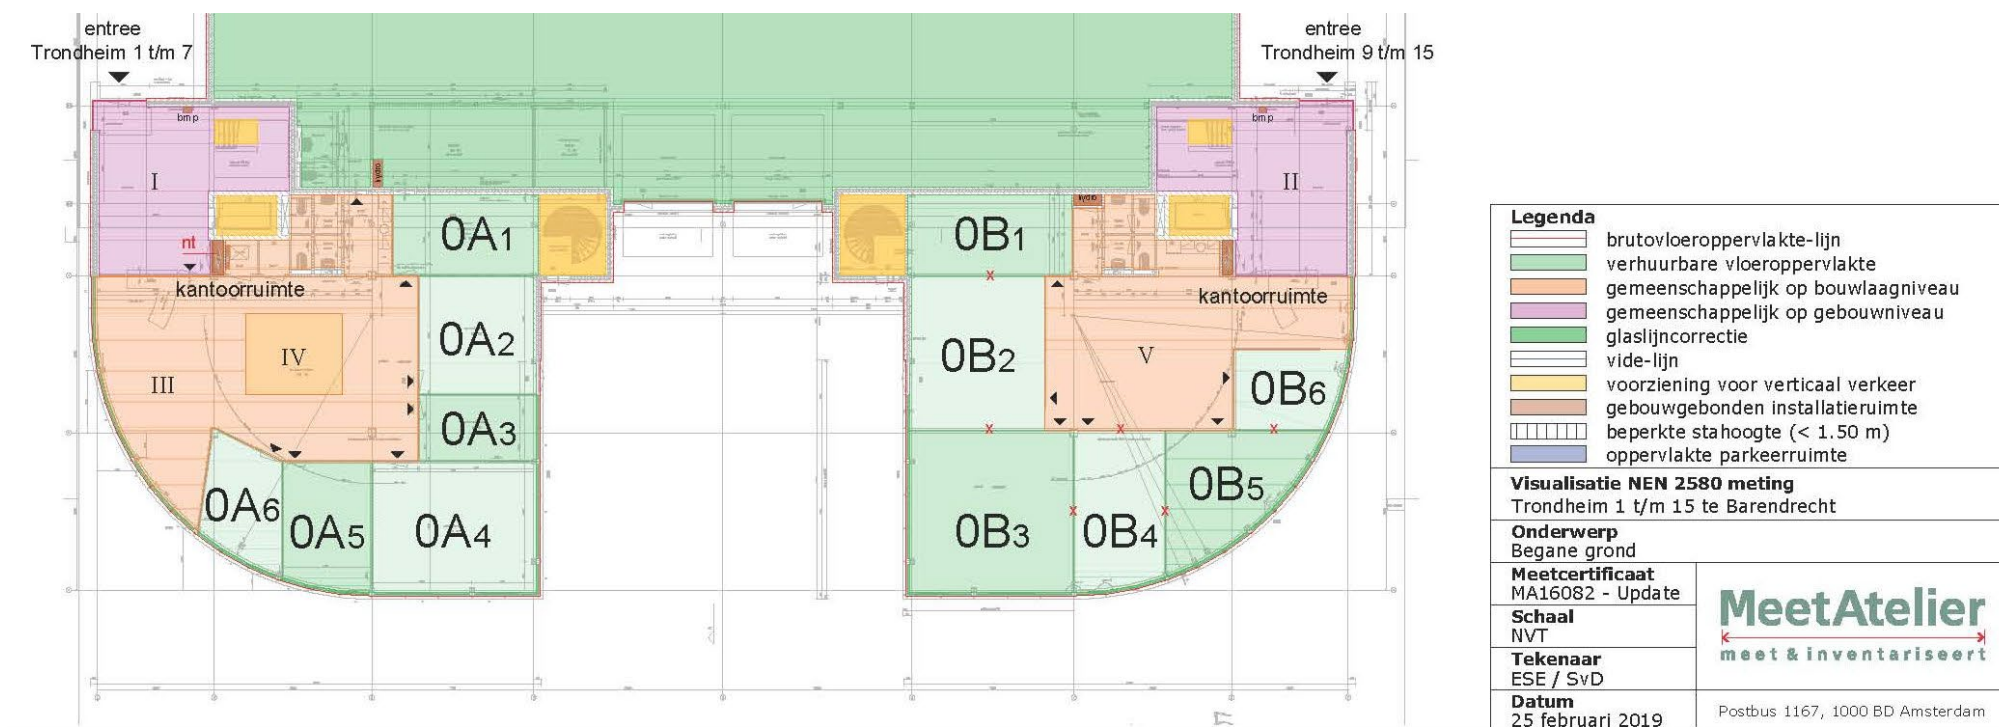 entree
Trondheim 1 t/m 7
entree
Trondheim 9 t/m 15
bmp
bmp
hydro
I
II
hydro
0A1
0B1
nt
x
kantoorruimte
kantoorruimte
0A2
0B2
IV
V
III
0B6
0A3
x
x
x
0A6
0A5
0A4
0B3
0B4
0B5
x
x
Legenda
brutovloeroppervlakte-lijn
verhuurbare vloeroppervlakte
gemeenschappelijk op bouwlaagniveau
gemeenschappelijk op gebouwniveau
glaslijncorrectie
vide-lijn
voorziening voor verticaal verkeer
gebouwgebonden installatieruimte
beperkte stahoogte (< 1.50 m)
oppervlakte parkeerruimte
Visualisatie NEN 2580 meting
Trondheim 1 t/m 15 te Barendrecht
Onderwerp
Begane grond
Meetcertificaat
MA16082 - Update
Schaal
NVT
Tekenaar
ESE / SvD
Datum
25 februari 2019
MeetAtelier
meet & inventariseert
Postbus 1167, 1000 BD Amsterdam